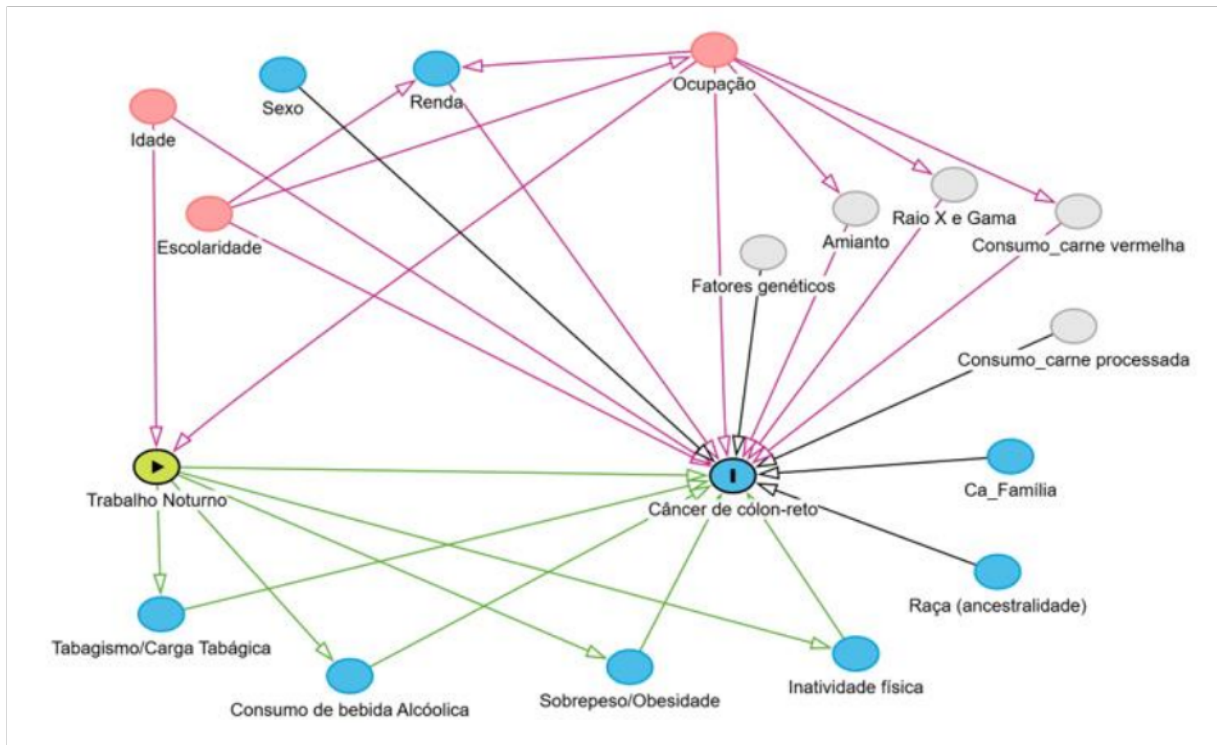 Sexo
Renda
Ocupação
Idade
Escolaridade
Amianto
Raio X e Gama
Consumo_carne vermelha
Fatores genéticos
Consumo_carne processada
Trabalho Noturno
Câncer de cólon-reto
Ca_Família
Raça (ancestralidade)
Tabagismo/Carga Tabágica
Consumo de bebida Alcóolica
Sobrepeso/Obesidade
Inatividade física